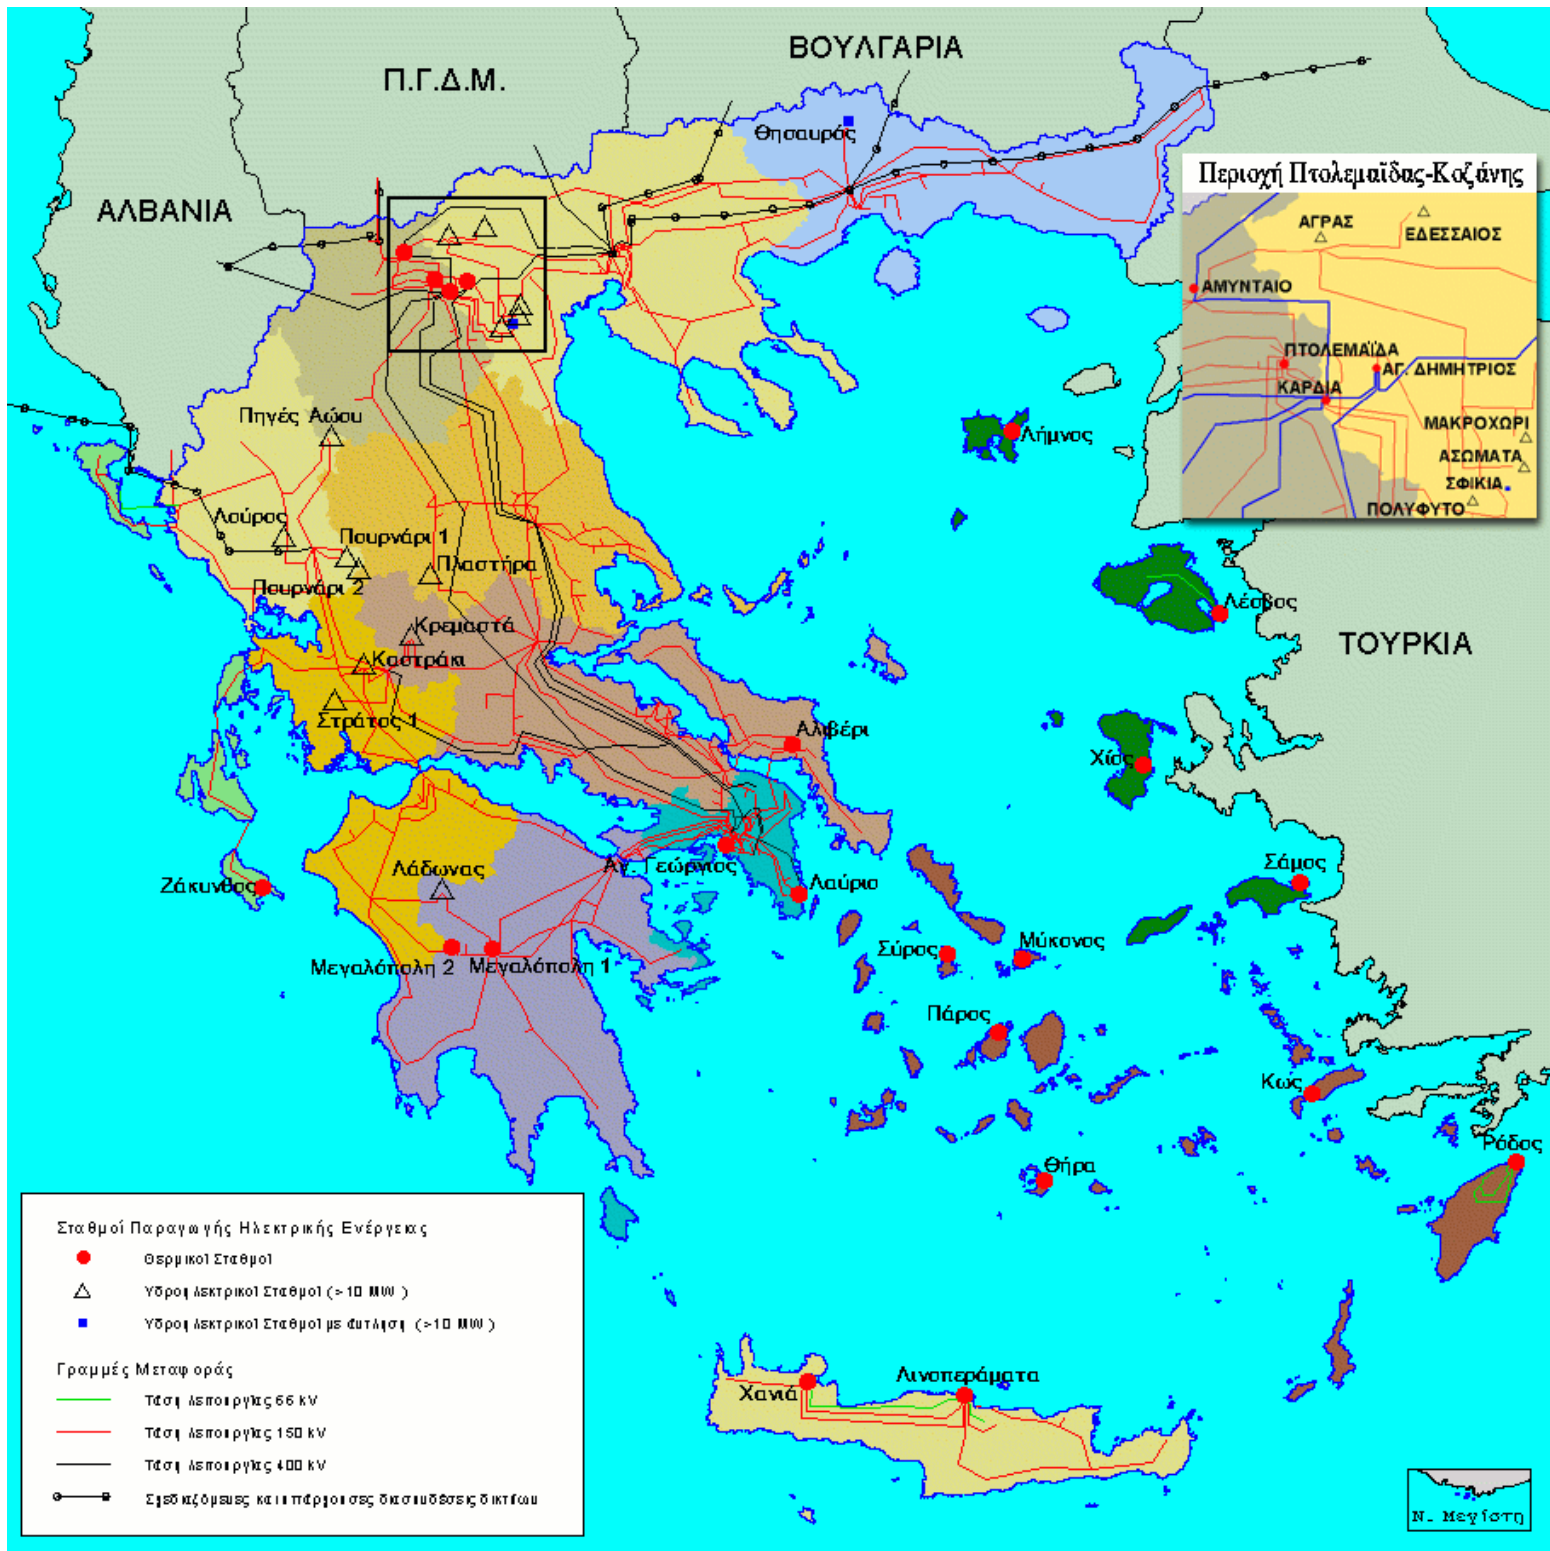 ΒΟΥΛΓΑΡΙΑ
Π.Γ.Δ.Μ.
Θησαυρός
Περιοχή Πτολεμαΐδας-Κοζάνης
ΑΛΒΑΝΙΑ
ΑΓΡΑΣ
ΕΔΕΣΣΑΙΟΣ
ΑΜΥΝΤΑΙΟ
ΠΤΟΛΕΜΑΪΔΑ
ΑΓ. ΔΗΜΗΤΡΙΟΣ
ΚΑΡΔΙΑ
ΜΑΚΡΟΧΩΡΙ
ΑΣΩΜΑΤΑ
ΣΦΙΚΙΑ
ΠΟΛΥΦΥΤΟ
Πηγές Αώου
Λήμνος
Λούρος
Πουρνάρι 1
Πλαστήρα
Πουρνάρι 2
Λέσβος
Κρεμαστά
ΤΟΥΡΚΙΑ
Καστράκι
Στράτος 1
Αλιβέρι
Χίος
Λάδωνας
Αγ. Γεώργιος
Σάμος
Ζάκυνθος
Λαύριο
Σύρος
Μύκονος
Μεγαλόπολη 2
Μεγαλόπολη 1
Πάρος
Κως
Ρόδος
Θήρα
Σταθμοί Παραγωγής Ηλεκτρικής Ενέργειας
Θερμικοί Σταθμοί
Υδροηλεκτρικοί Σταθμοί (>10 MW)
Υδροηλεκτρικοί Σταθμοί με άντληση (>10 MW)
Γραμμές Μεταφοράς
Τάση λειτουργίας 66 kV
Τάση λειτουργίας 150 kV
Τάση λειτουργίας 400 kV
Σχεδιαζόμενες και υπάρχουσες διασυνδέσεις δικτύων
Χανιά
Λινοπεράματα
Ν. Μεγίστη